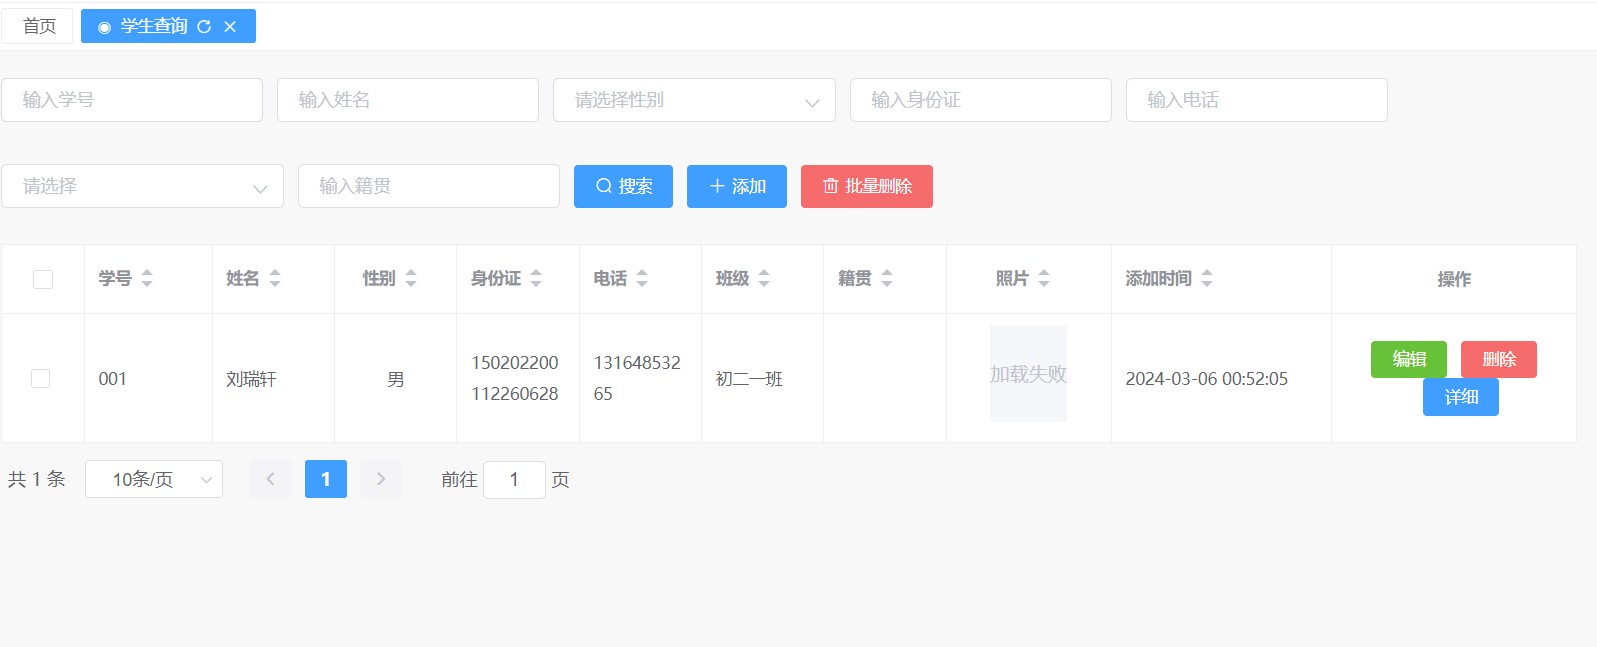 首页 学生查询
输入学号 输入姓名 请选择性别 输入身份证 输入电话
请选择 输入籍贯 搜索 添加 批量删除
学号 姓名 性别 身份证 电话 班级 籍贯 照片 添加时间 操作
001 刘瑞轩 男 150202200 131648532 初二一班 加载失败 2024-03-06 00:52:05 编辑 删除
112260628 65 详细
共 1 条 10条/页 1 前往 1 页